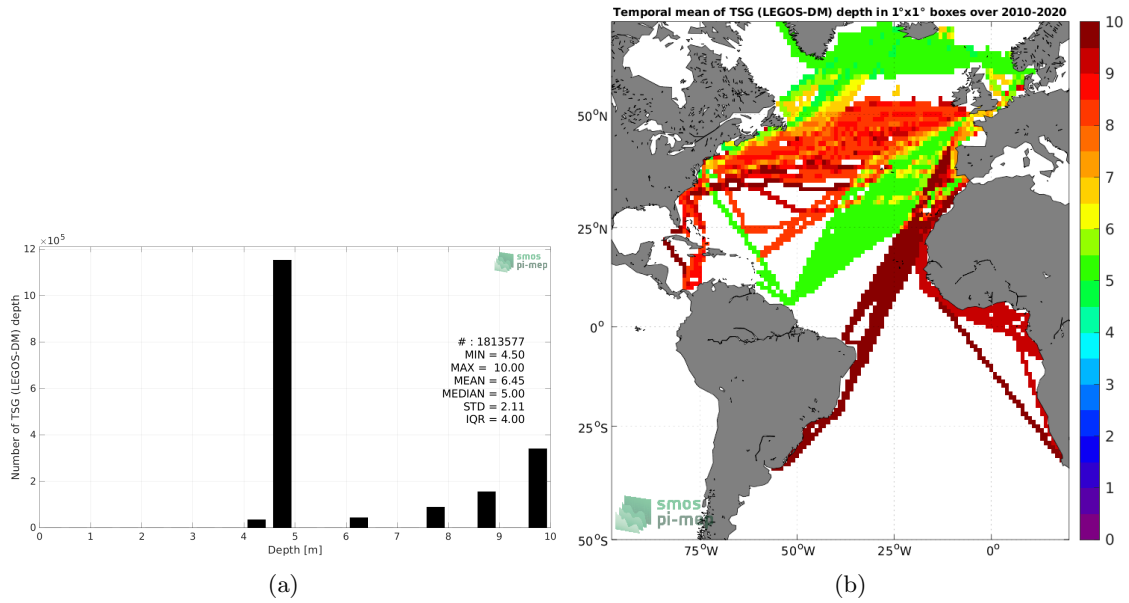 Temporal mean of TSG (LEGOS-DM) depth in 1°x1° boxes over 2010-2020
×10⁵
12
10
8
6
4
2
0
Number of TSG (LEGOS-DM) depth
smos
pi-mep
# : 1813577
MIN = 4.50
MAX = 10.00
MEAN = 6.45
MEDIAN = 5.00
STD = 2.11
IQR = 4.00
0 1 2 3 4 5 6 7 8 9 10
Depth [m]
(a)
50°N
25°N
0°
25°S
50°S
smos
pi-mep
75°W 50°W 25°W 0°
10
9
8
7
6
5
4
3
2
1
0
(b)